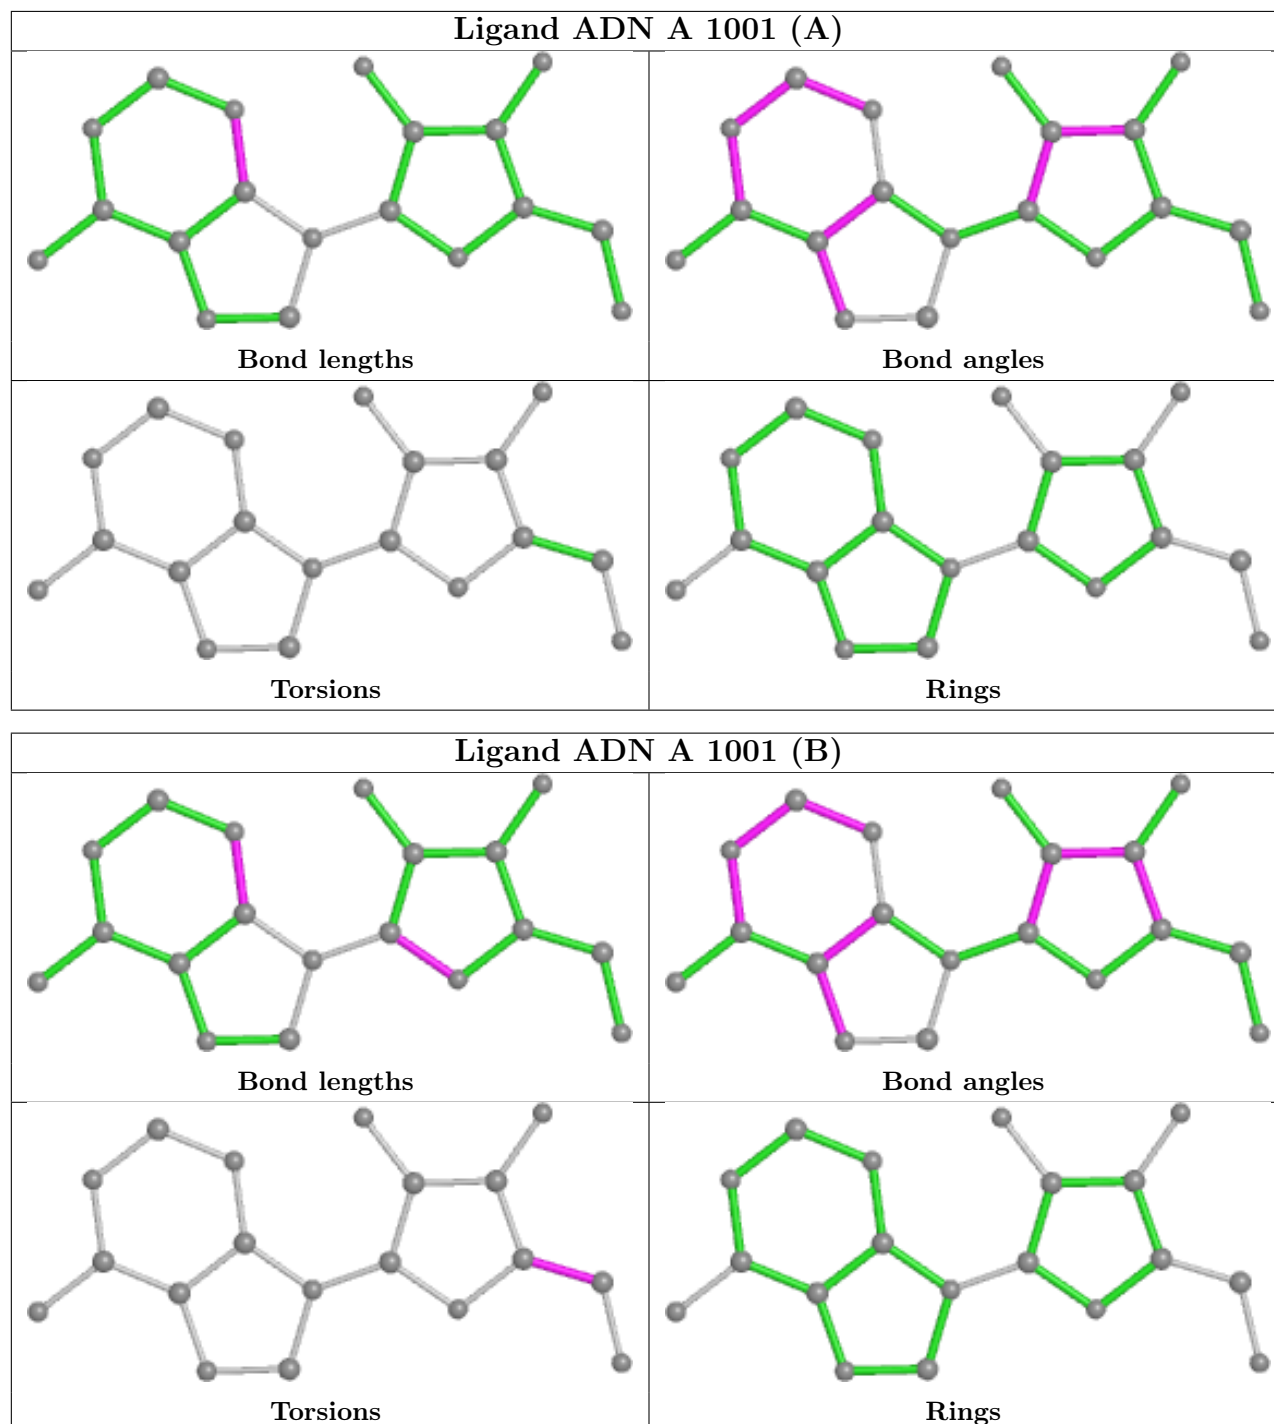 Ligand ADN A 1001 (A)
Bond lengths
Bond angles
Torsions
Rings
Ligand ADN A 1001 (B)
Bond lengths
Bond angles
Torsions
Rings